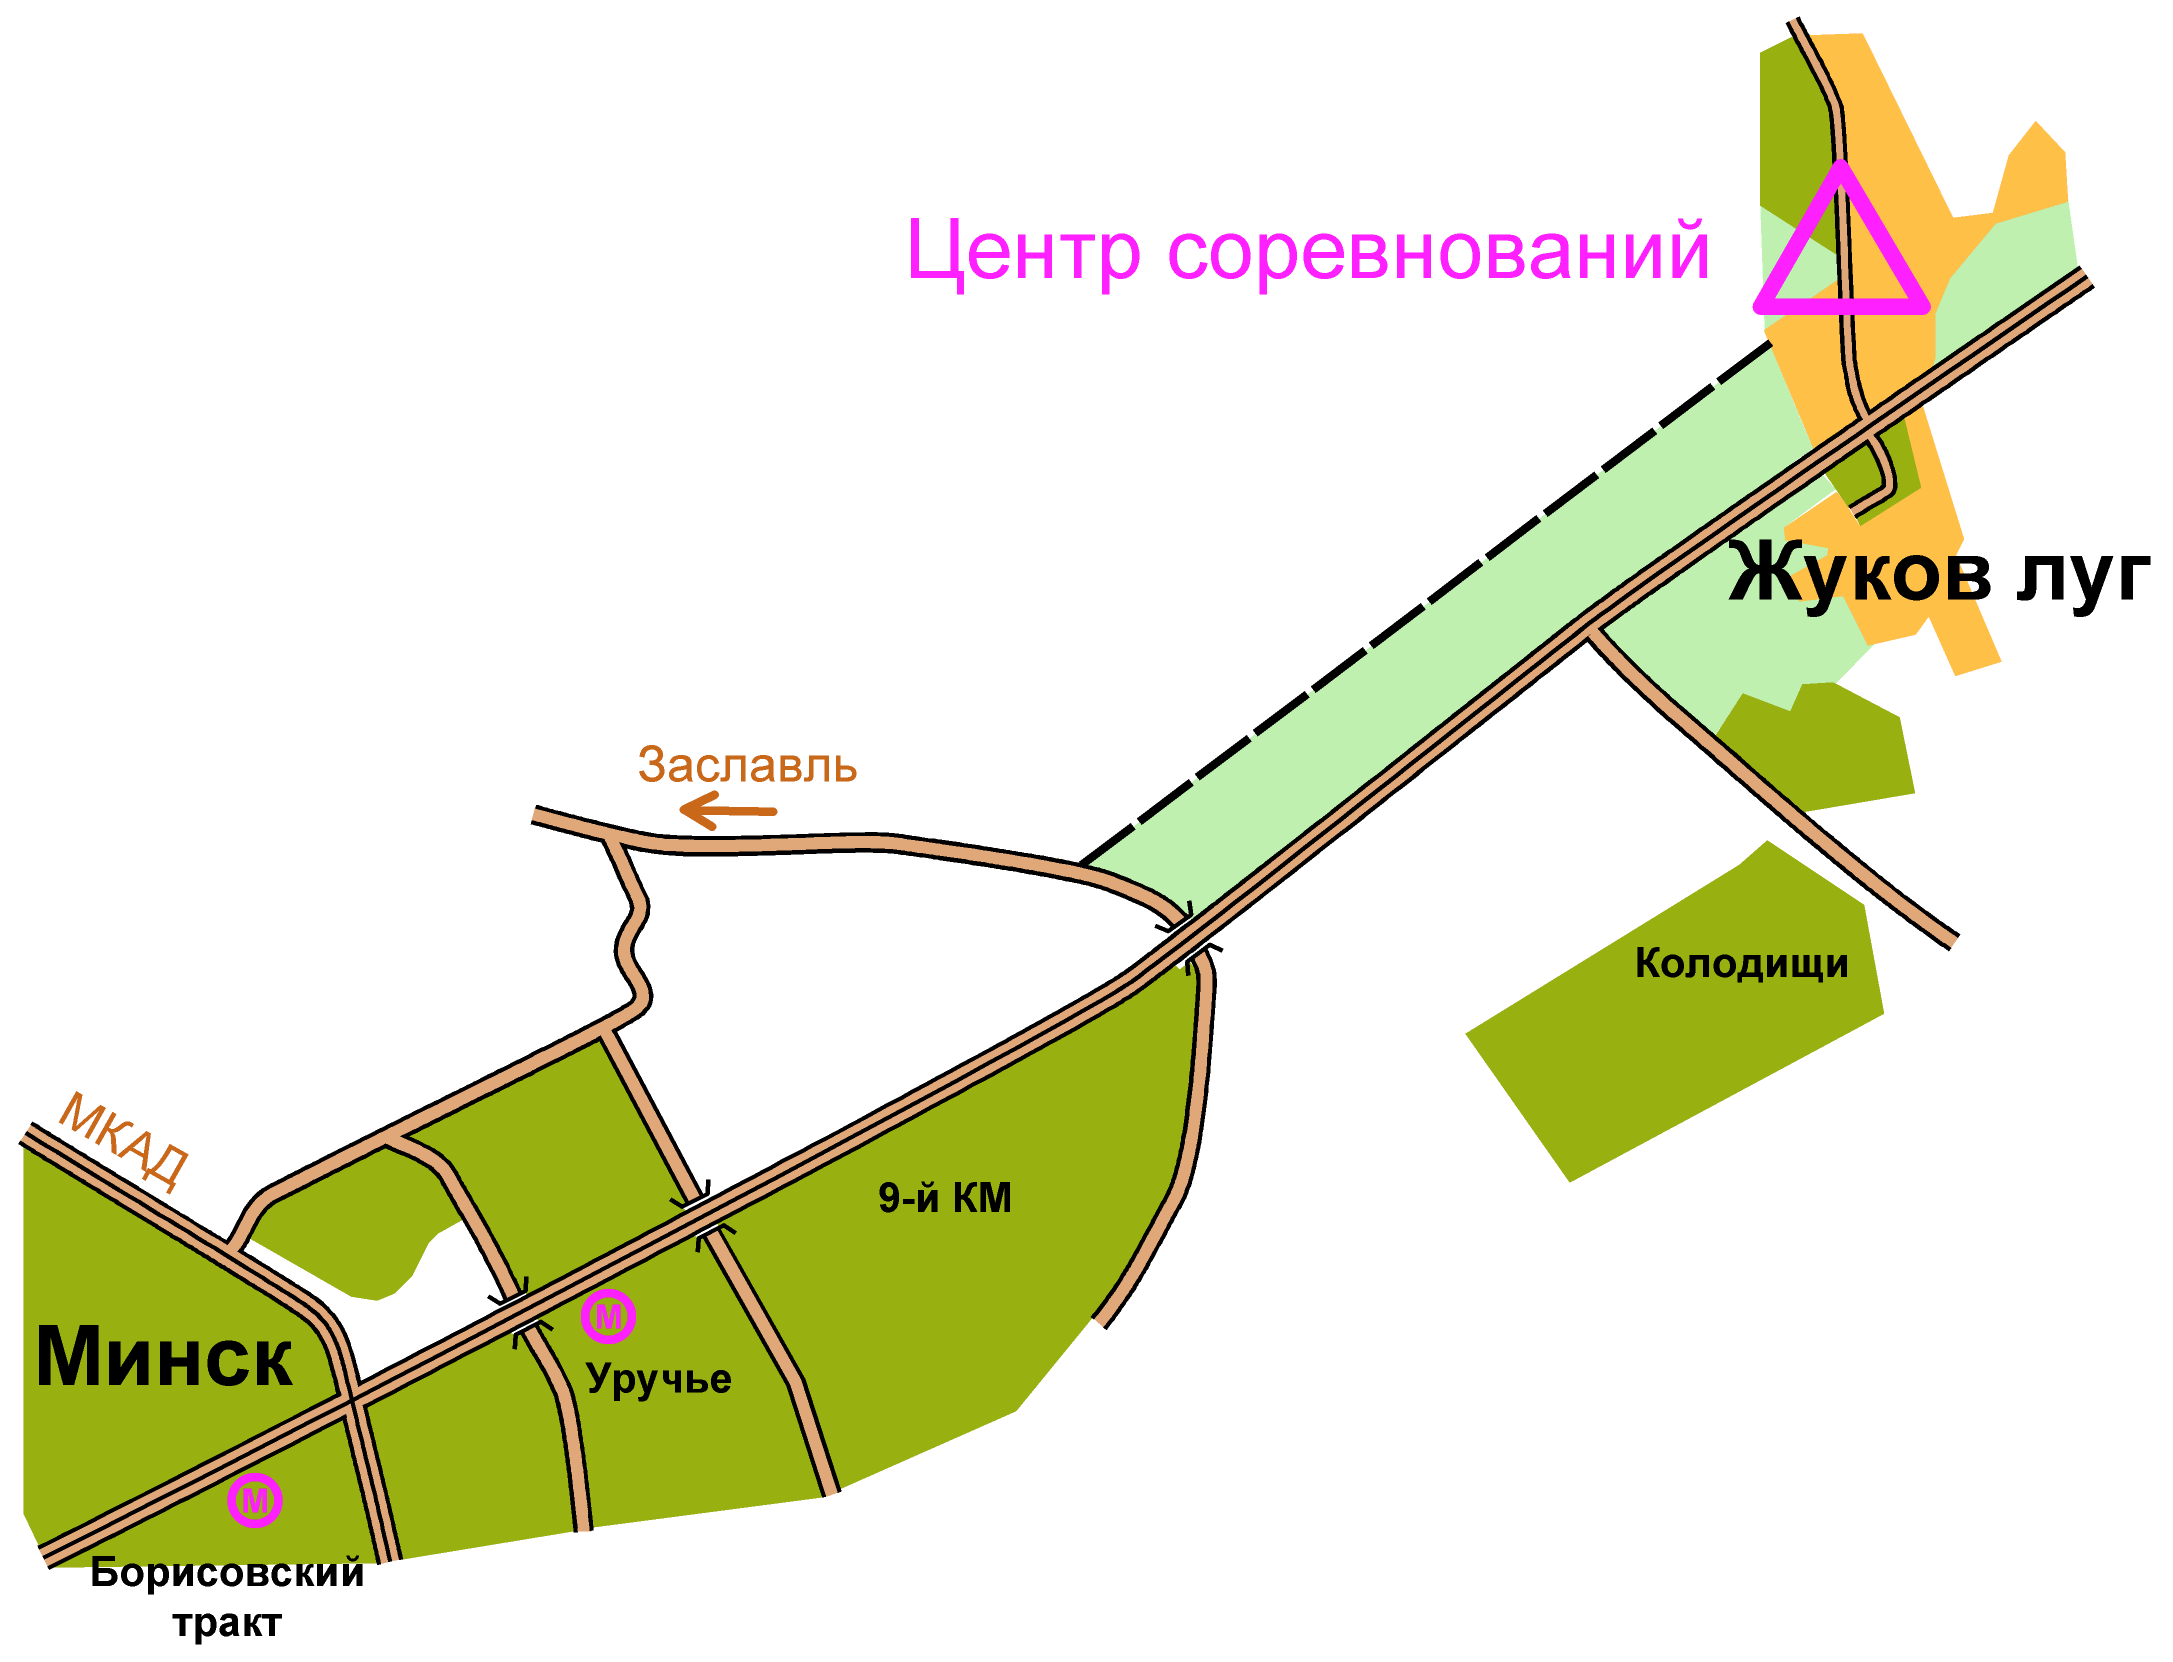 Центр соревнований
Жуков луг
Заславль
Колодищи
МКАД
9-й КМ
М
Уручье
Минск
М
Борисовский
тракт